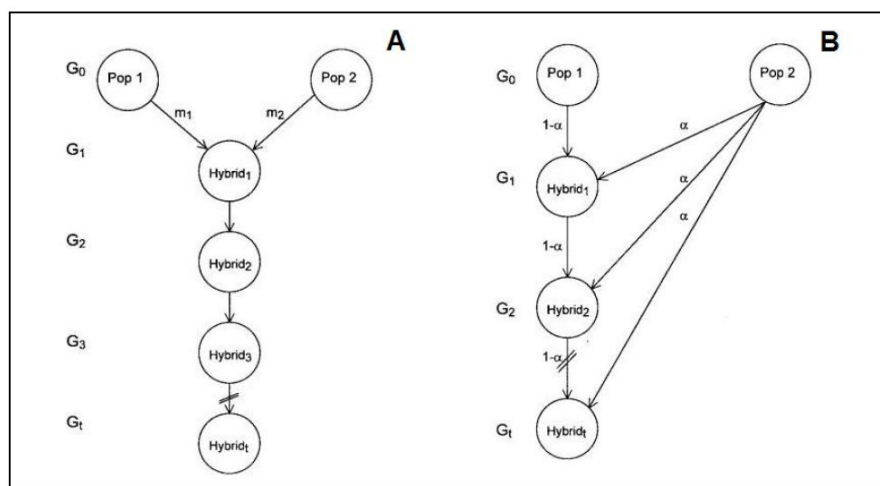 A
G₀
Pop 1
Pop 2
m₁
m₂
G₁
Hybrid₁
G₂
Hybrid₂
G₃
Hybrid₃
Gₜ
Hybridₜ
B
G₀
Pop 1
Pop 2
1-α
α
G₁
Hybrid₁
α
α
1-α
G₂
Hybrid₂
1-α
Gₜ
Hybridₜ